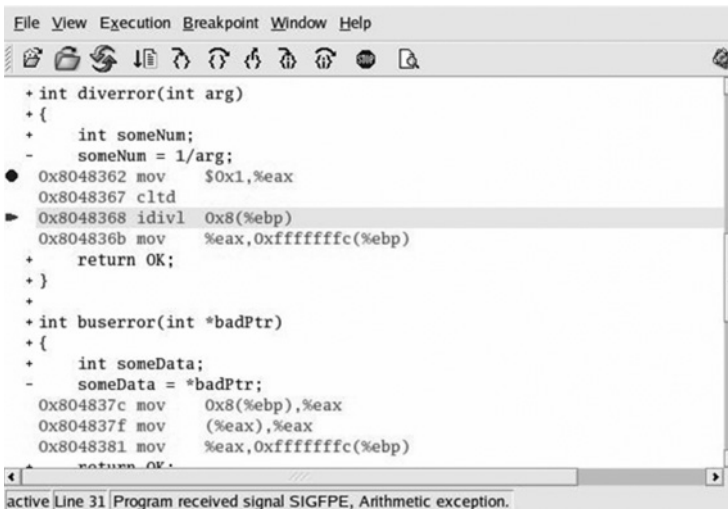 File View Execution Breakpoint Window Help
STOP
+ int diverror(int arg)
+ {
+ int someNum;
- someNum = 1/arg;
0x8048362 mov $0x1,%eax
0x8048367 cltd
0x8048368 idivl 0x8(%ebp)
0x804836b mov %eax,0xfffffffc(%ebp)
+ return OK;
+ }
+
+ int buserror(int *badPtr)
+ {
+ int someData;
- someData = *badPtr;
0x804837c mov 0x8(%ebp),%eax
0x804837f mov (%eax),%eax
0x8048381 mov %eax,0xfffffffc(%ebp)
+ return OK;
active Line 31 Program received signal SIGFPE, Arithmetic exception.